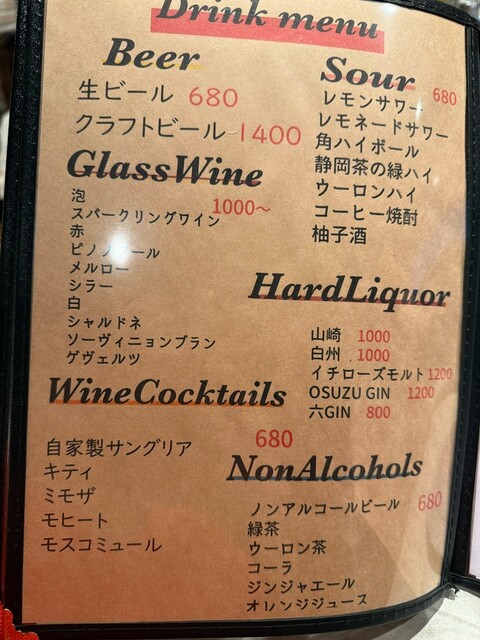 Drink menu
Beer
生ビール 680
クラフトビール 1400
GlassWine
1000～
泡
スパークリングワイン
赤
ピノノワール
メルロー
シラー
白
シャルドネ
ソーヴィニョンブラン
ゲヴェルツ
WineCocktails
680
自家製サングリア
キティ
ミモザ
モヒート
モスコミュール
Sour
680
レモンサワー
レモネードサワー
角ハイボール
静岡茶の緑ハイ
ウーロンハイ
コーヒー焼酎
柚子酒
HardLiquor
山崎 1000
白州 1000
イチローズモルト 1200
OSUZU GIN 1200
六GIN 800
NonAlcohols
ノンアルコールビール 680
緑茶
ウーロン茶
コーラ
ジンジャエール
オレンジジュース